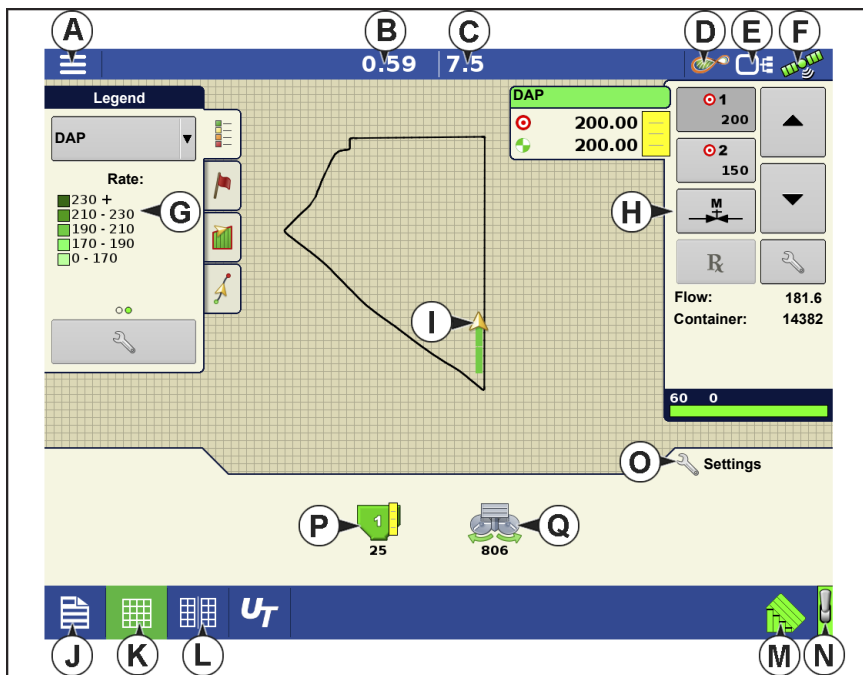 A B C D E F
0.59 7.5
Legend
DAP
Rate:
230 +
210 - 230
190 - 210
170 - 190
0 - 170
G
DAP
200.00
200.00
1
200
2
150
M
H
R
Flow: 181.6
Container: 14382
60 0
I
O Settings
P 1
25
Q
806
UT
J K L M N